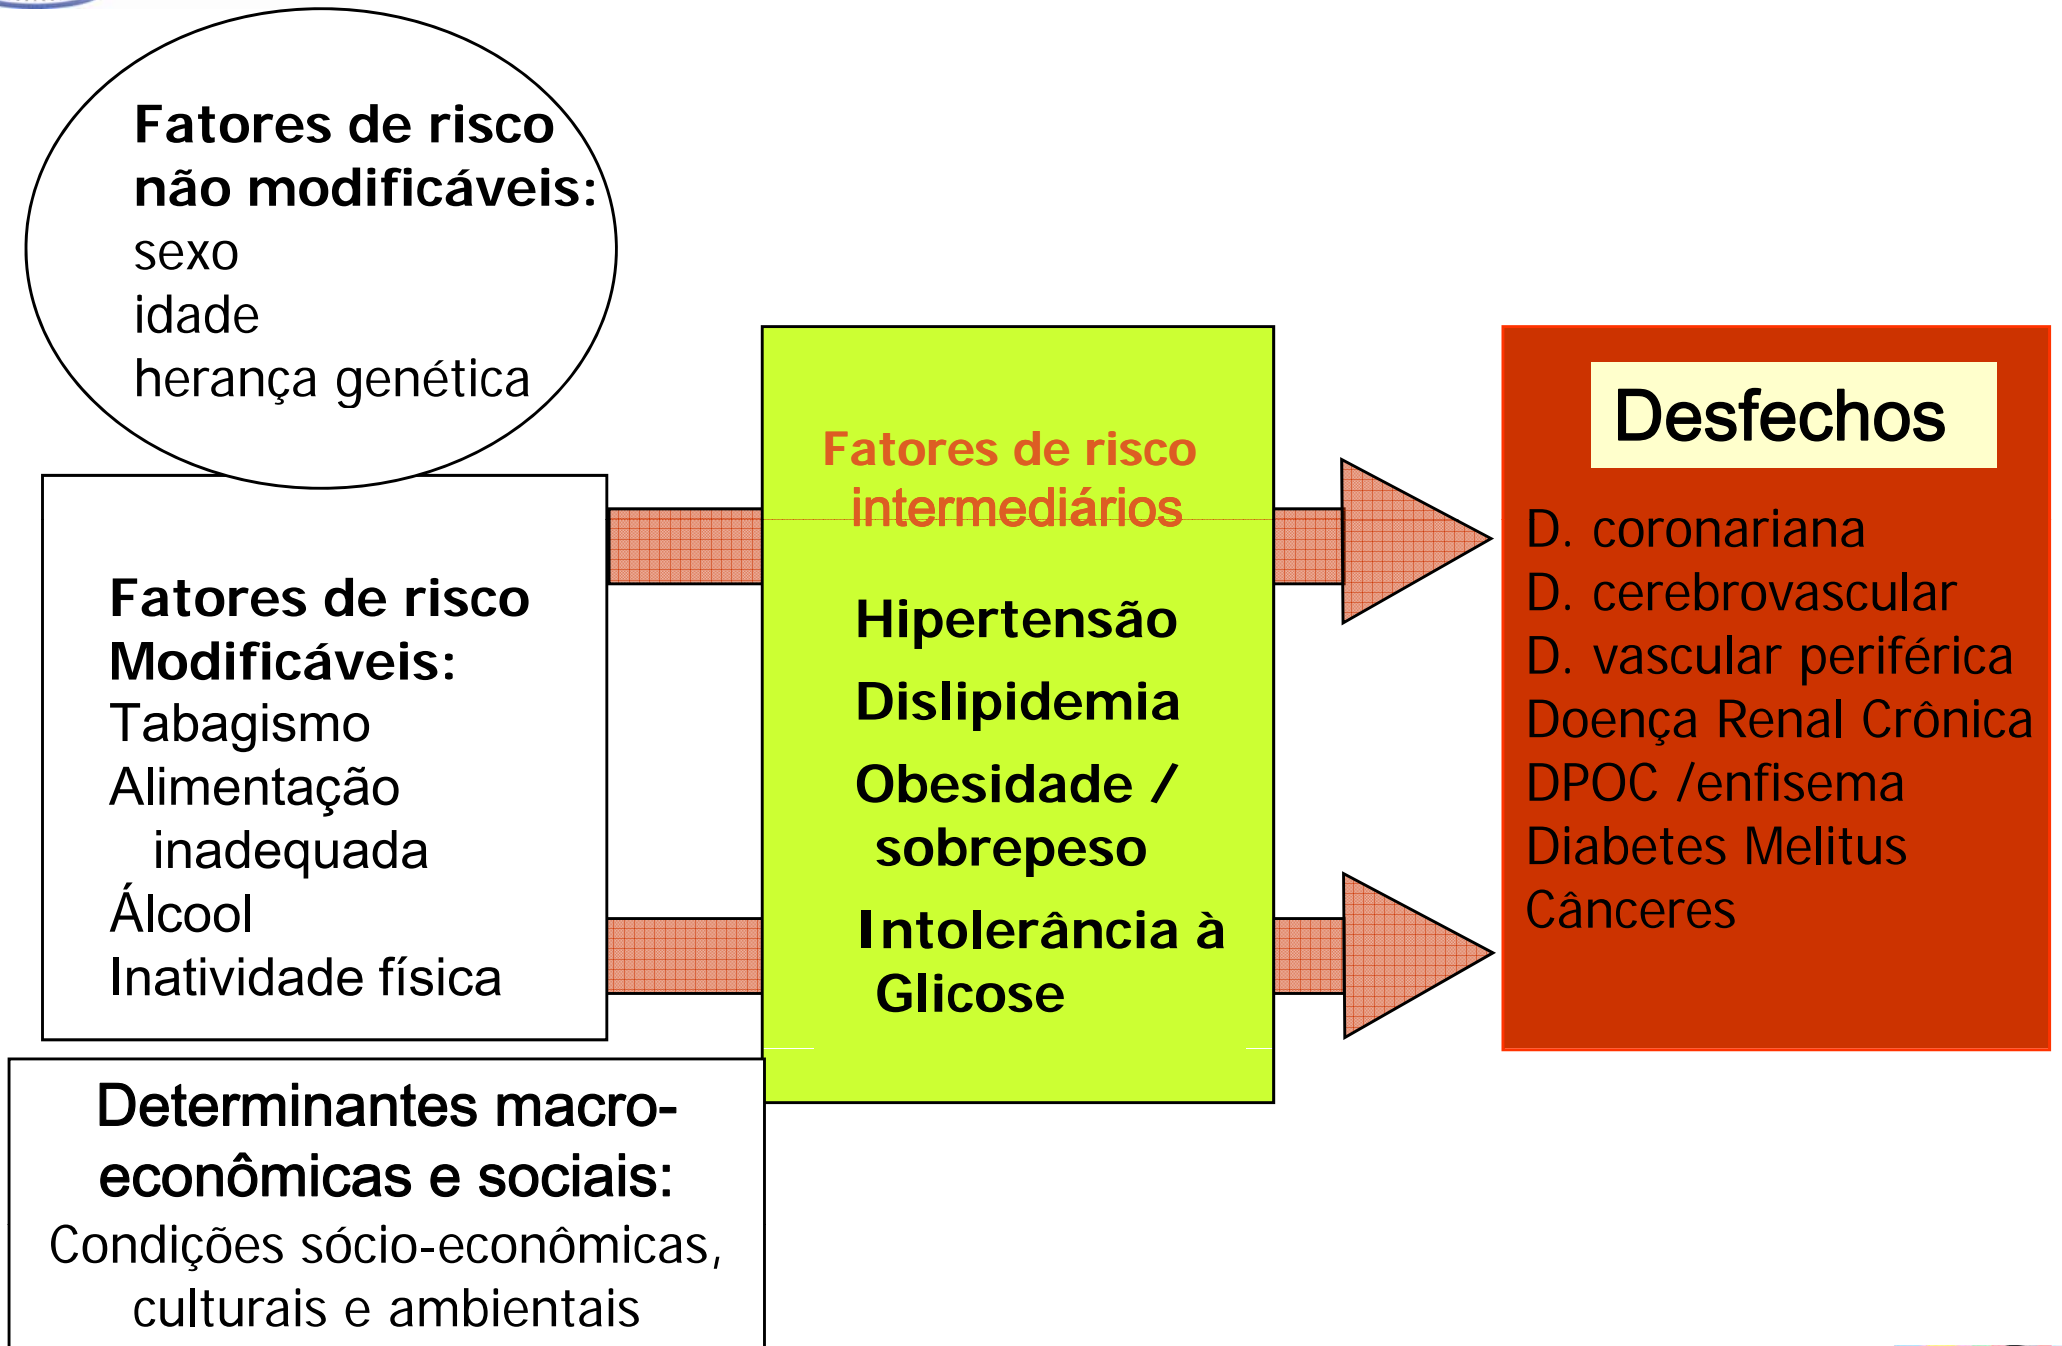 Fatores de risco
não modificáveis:
sexo
idade
herança genética
Fatores de risco
Modificáveis:
Tabagismo
Alimentação
inadequada
Álcool
Inatividade física
Determinantes macro-
econômicas e sociais:
Condições sócio-econômicas,
culturais e ambientais
Fatores de risco
intermediários
Hipertensão
Dislipidemia
Obesidade /
sobrepeso
Intolerância à
Glicose
Desfechos
D. coronariana
D. cerebrovascular
D. vascular periférica
Doença Renal Crônica
DPOC /enfisema
Diabetes Melitus
Cânceres